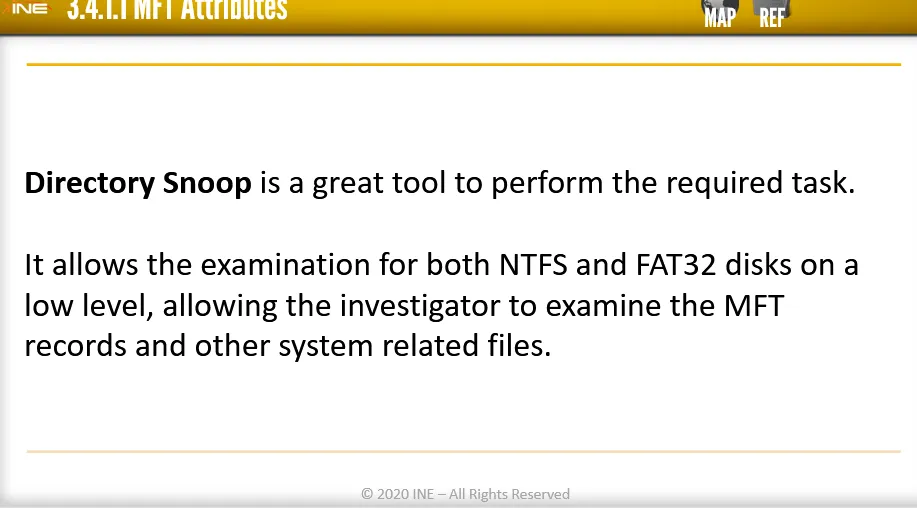 INE 3.4.1.1 MFT Attributes
MAP REF
Directory Snoop is a great tool to perform the required task.
It allows the examination for both NTFS and FAT32 disks on a
low level, allowing the investigator to examine the MFT
records and other system related files.
© 2020 INE – All Rights Reserved